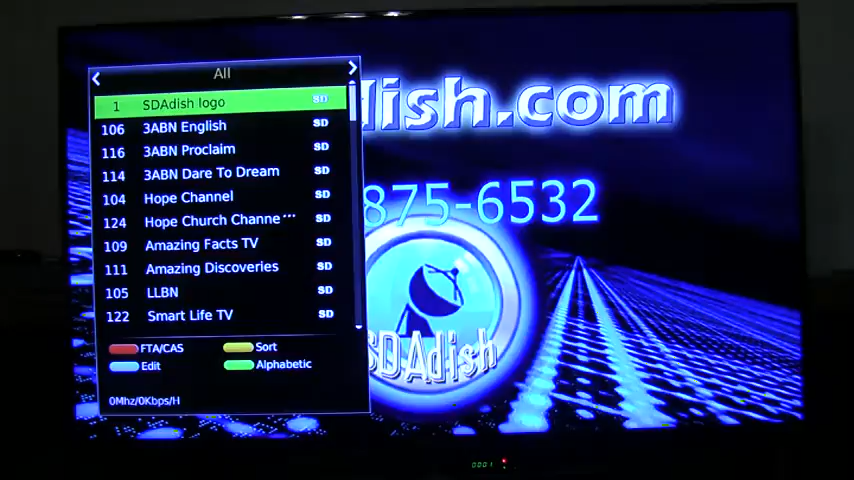 All
1 SDAdish logo SD
106 3ABN English SD
116 3ABN Proclaim SD
114 3ABN Dare To Dream SD
104 Hope Channel SD
124 Hope Church Channe... SD
109 Amazing Facts TV SD
111 Amazing Discoveries SD
105 LLBN SD
122 Smart Life TV SD
FTA/CAS Sort
Edit Alphabetic
0Mhz/0Kbps/H
dish.com
875-6532
SDAdish
0001